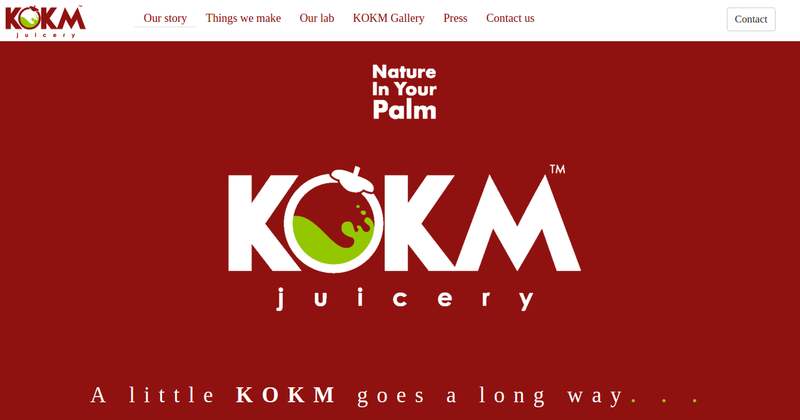 KOKM™
juicery
Our story Things we make Our lab KOKM Gallery Press Contact us
Contact
Nature
In Your
Palm
KOKM™
juicery
A little KOKM goes a long way. . .